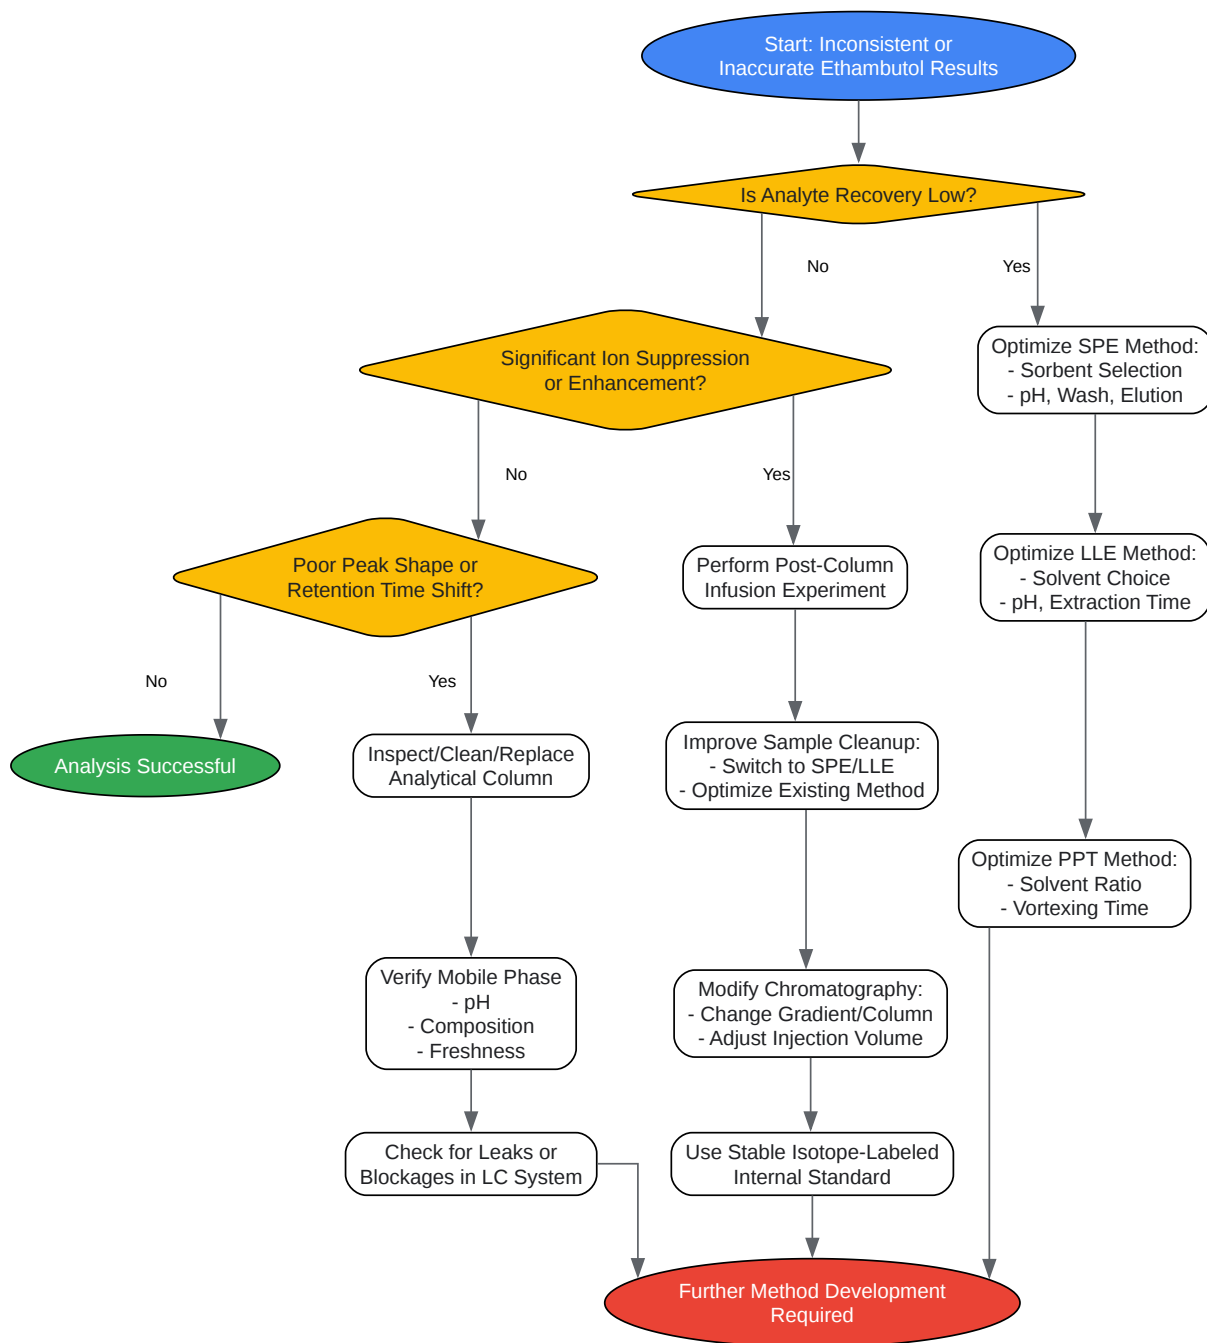 Start: Inconsistent or
Inaccurate Ethambutol Results
Is Analyte Recovery Low?
No
Yes
Significant Ion Suppression
or Enhancement?
Optimize SPE Method:
- Sorbent Selection
- pH, Wash, Elution
No
Yes
Poor Peak Shape or
Retention Time Shift?
Perform Post-Column
Infusion Experiment
Optimize LLE Method:
- Solvent Choice
- pH, Extraction Time
No
Yes
Analysis Successful
Inspect/Clean/Replace
Analytical Column
Improve Sample Cleanup:
- Switch to SPE/LLE
- Optimize Existing Method
Optimize PPT Method:
- Solvent Ratio
- Vortexing Time
Verify Mobile Phase
- pH
- Composition
- Freshness
Modify Chromatography:
- Change Gradient/Column
- Adjust Injection Volume
Check for Leaks or
Blockages in LC System
Use Stable Isotope-Labeled
Internal Standard
Further Method Development
Required